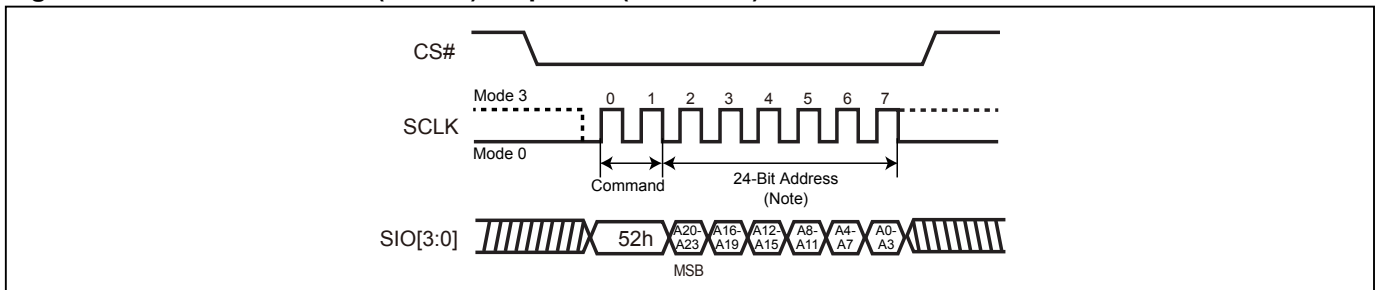 CS#
Mode 3
0 1 2 3 4 5 6 7
SCLK
Mode 0
Command
24-Bit Address
(Note)
SIO[3:0]
52h
A20-
A23
A16-
A19
A12-
A15
A8-
A11
A4-
A7
A0-
A3
MSB